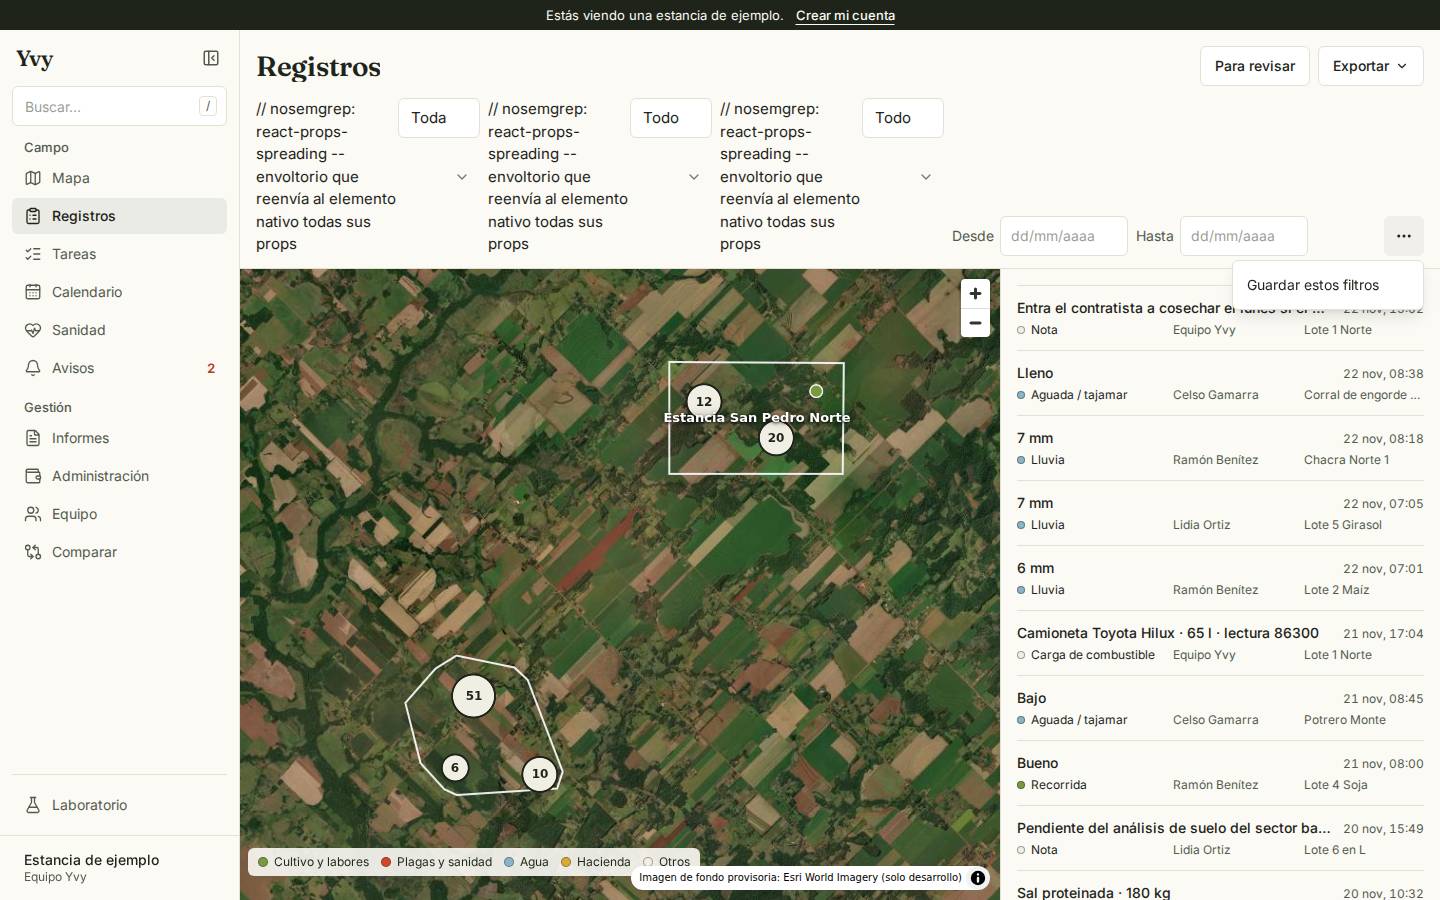 Estás viendo una estancia de ejemplo. Crear mi cuenta
Yvy
Buscar... /
Campo
Mapa
Registros
Tareas
Calendario
Sanidad
Avisos 2
Gestión
Informes
Administración
Equipo
Comparar
Laboratorio
Estancia de ejemplo
Equipo Yvy
Registros
Para revisar
Exportar
// nosemgrep:
react-props-
spreading --
envoltorio que
reenvía al elemento
nativo todas sus
props
Toda
// nosemgrep:
react-props-
spreading --
envoltorio que
reenvía al elemento
nativo todas sus
props
Todo
// nosemgrep:
react-props-
spreading --
envoltorio que
reenvía al elemento
nativo todas sus
props
Todo
Desde dd/mm/aaaa Hasta dd/mm/aaaa
Guardar estos filtros
12
Estancia San Pedro Norte
20
51
6
10
Cultivo y labores Plagas y sanidad Agua Hacienda Otros
Imagen de fondo provisoria: Esri World Imagery (solo desarrollo)
Entra el contratista a cosechar el
Nota Equipo Yvy Lote 1 Norte
Lleno 22 nov, 08:38
Aguada / tajamar Celso Gamarra Corral de engorde ...
7 mm 22 nov, 08:18
Lluvia Ramón Benítez Chacra Norte 1
7 mm 22 nov, 07:05
Lluvia Lidia Ortiz Lote 5 Girasol
6 mm 22 nov, 07:01
Lluvia Ramón Benítez Lote 2 Maíz
Camioneta Toyota Hilux · 65 l · lectura 86300 21 nov, 17:04
Carga de combustible Equipo Yvy Lote 1 Norte
Bajo 21 nov, 08:45
Aguada / tajamar Celso Gamarra Potrero Monte
Bueno 21 nov, 08:00
Recorrida Ramón Benítez Lote 4 Soja
Pendiente del análisis de suelo del sector ba... 20 nov, 15:49
Nota Lidia Ortiz Lote 6 en L
Sal proteinada · 180 kg 20 nov, 10:32